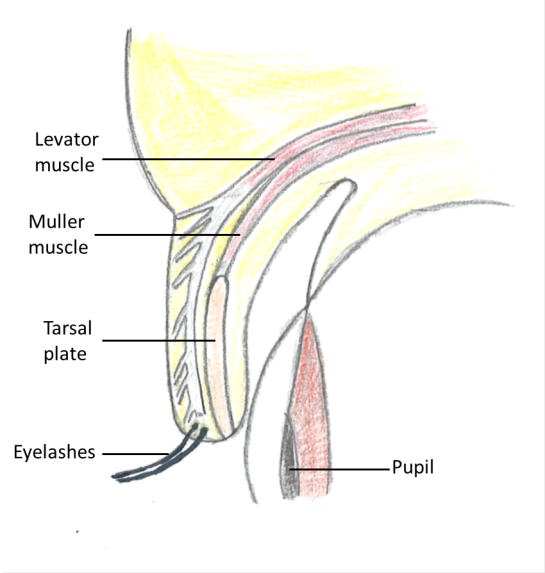 Levator
muscle
Muller
muscle
Tarsal
plate
Eyelashes
Pupil